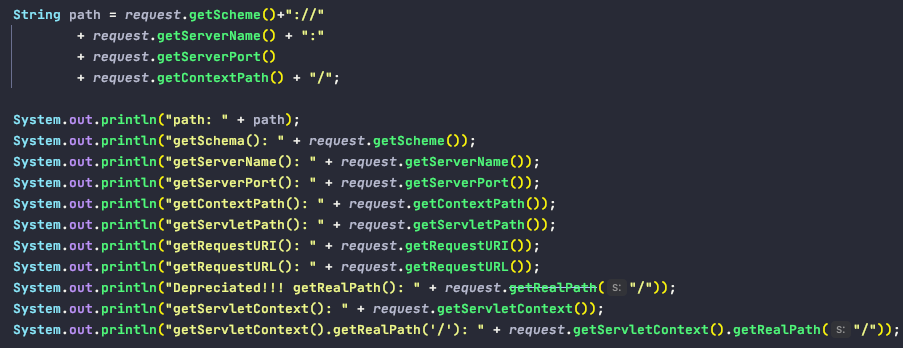 String path = request.getScheme()+"://"
+ request.getServerName() + ":"
+ request.getServerPort()
+ request.getContextPath() + "/";
System.out.println("path: " + path);
System.out.println("getSchema(): " + request.getScheme());
System.out.println("getServerName(): " + request.getServerName());
System.out.println("getServerPort(): " + request.getServerPort());
System.out.println("getContextPath(): " + request.getContextPath());
System.out.println("getServletPath(): " + request.getServletPath());
System.out.println("getRequestURI(): " + request.getRequestURI());
System.out.println("getRequestURL(): " + request.getRequestURL());
System.out.println("Depreciated!!! getRealPath(): " + request.getRealPath( s: "/"));
System.out.println("getServletContext(): " + request.getServletContext());
System.out.println("getServletContext().getRealPath('/'): " + request.getServletContext().getRealPath( s: "/"));